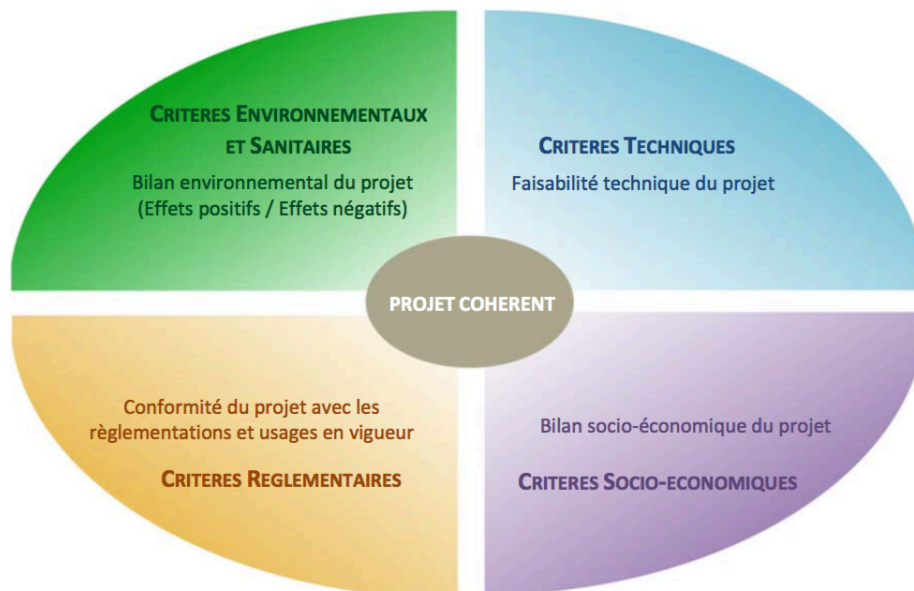 CRITERES ENVIRONNEMENTAUX
ET SANITAIRES
Bilan environnemental du projet
(Effets positifs / Effets négatifs)
CRITERES TECHNIQUES
Faisabilité technique du projet
PROJET COHERENT
Conformité du projet avec les
règlementations et usages en vigueur
CRITERES REGLEMENTAIRES
Bilan socio-économique du projet
CRITERES SOCIO-ECONOMIQUES